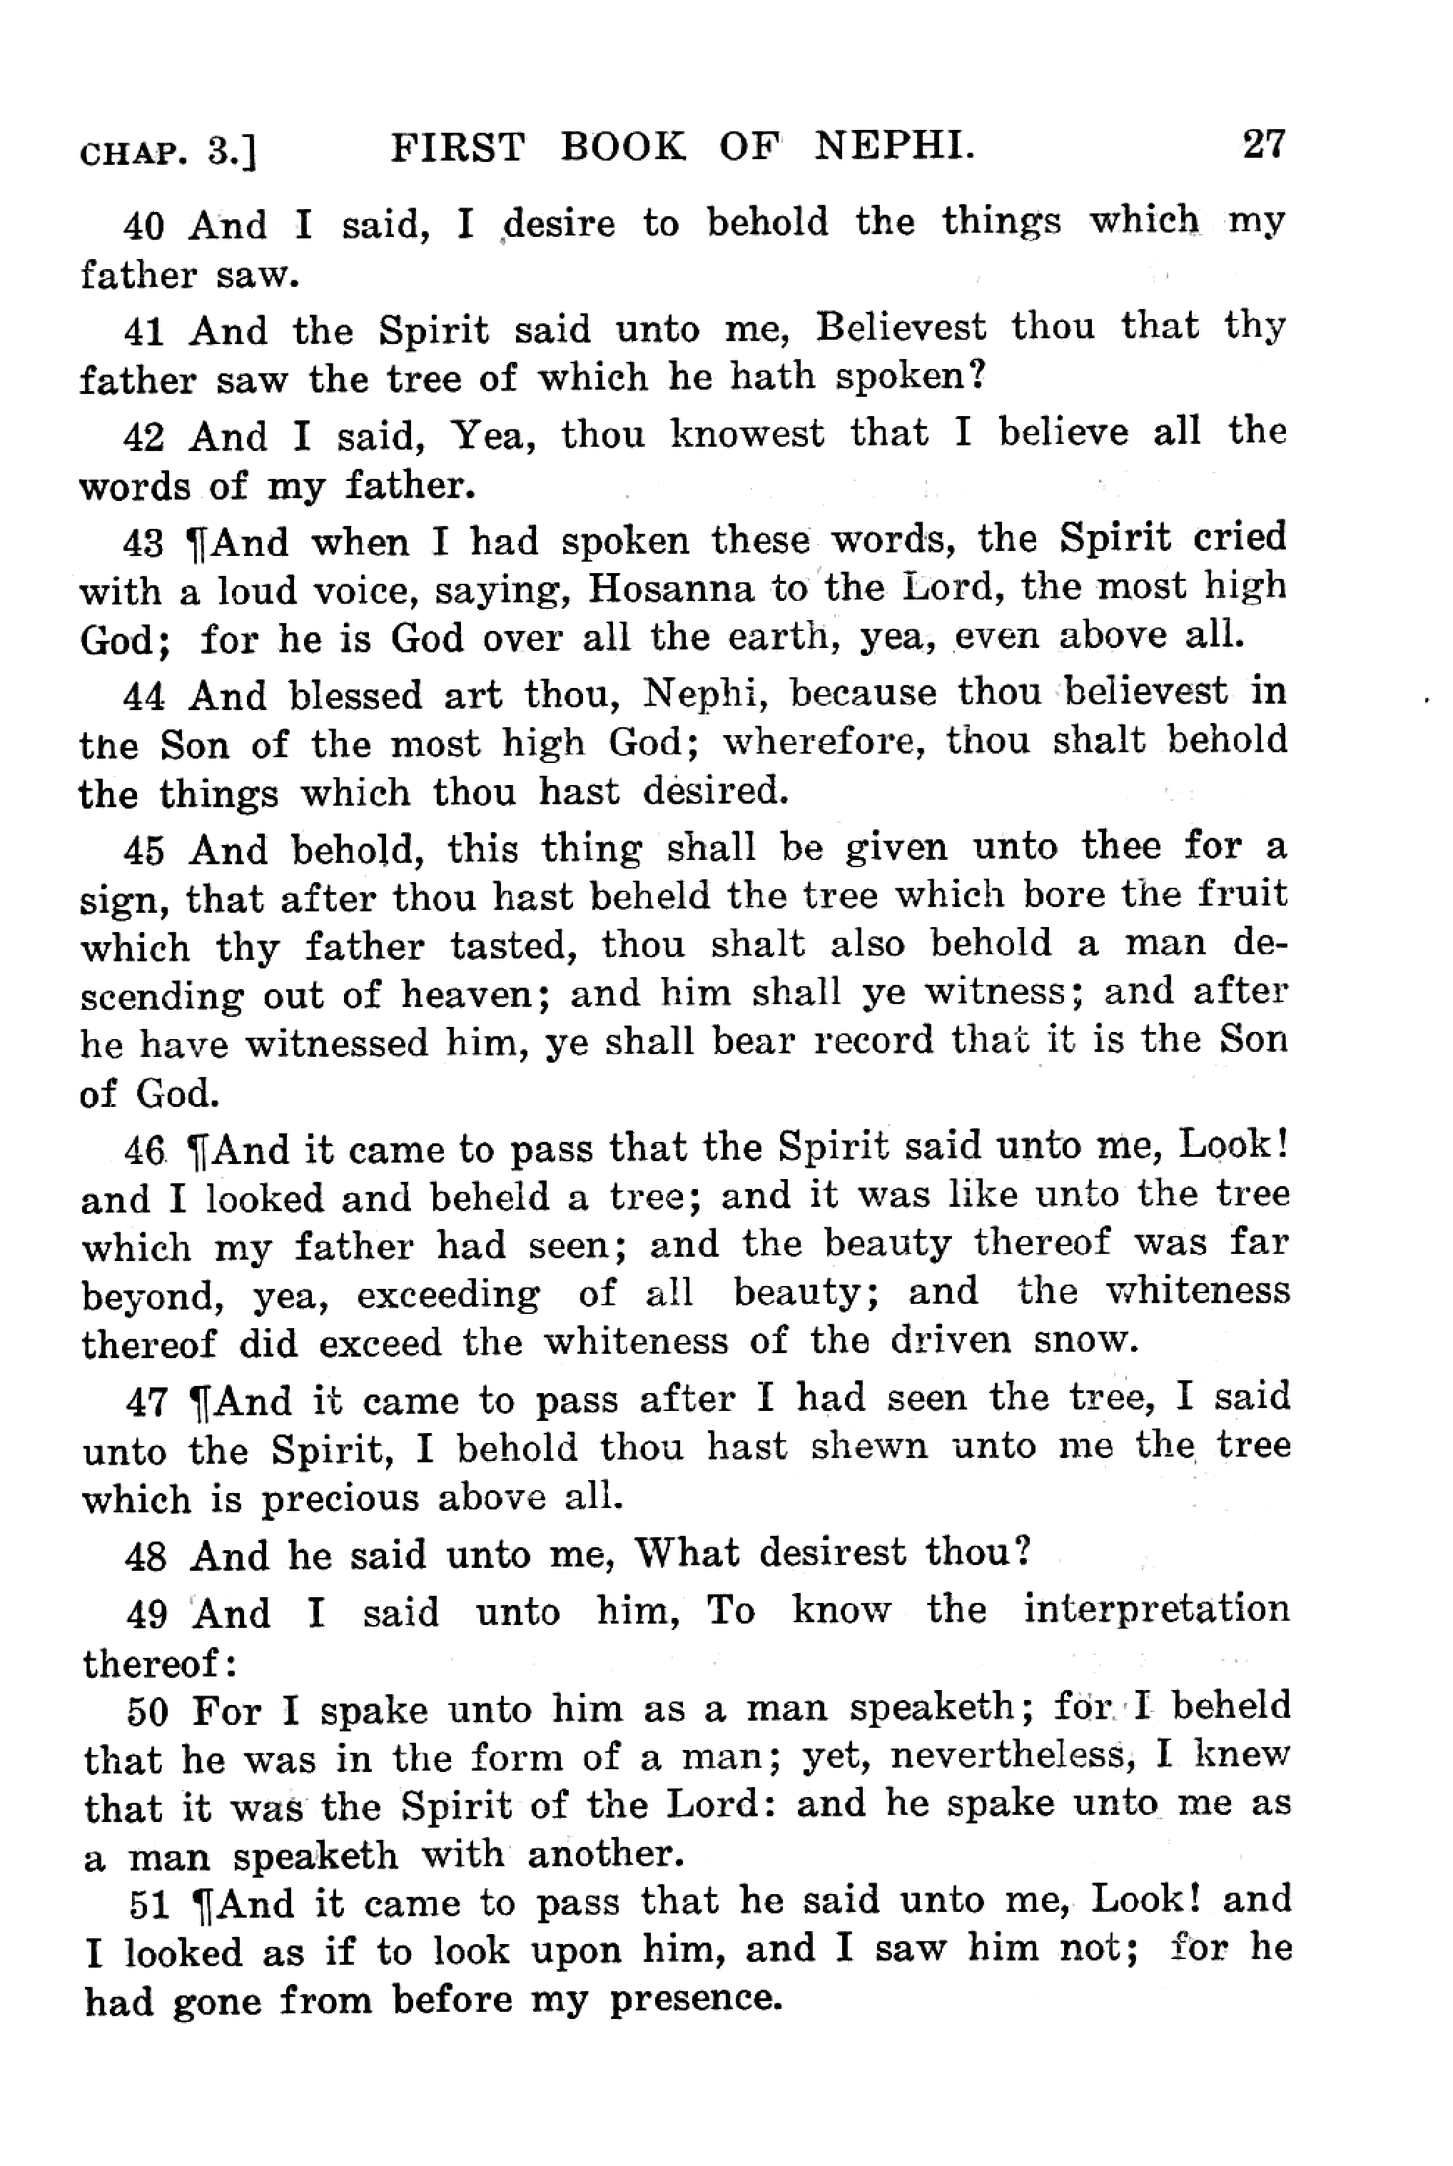 CHAP. 3.] FIRST BOOK OF NEPHI. 27
40 And I said, I desire to behold the things which my
father saw.
41 And the Spirit said unto me, Believest thou that thy
father saw the tree of which he hath spoken?
42 And I said, Yea, thou knowest that I believe all the
words of my father.
43 ¶And when I had spoken these words, the Spirit cried
with a loud voice, saying, Hosanna to the Lord, the most high
God; for he is God over all the earth, yea, even above all.
44 And blessed art thou, Nephi, because thou believest in
the Son of the most high God; wherefore, thou shalt behold
the things which thou hast desired.
45 And behold, this thing shall be given unto thee for a
sign, that after thou hast beheld the tree which bore the fruit
which thy father tasted, thou shalt also behold a man de-
scending out of heaven; and him shall ye witness; and after
he have witnessed him, ye shall bear record that it is the Son
of God.
46 ¶And it came to pass that the Spirit said unto me, Look!
and I looked and beheld a tree; and it was like unto the tree
which my father had seen; and the beauty thereof was far
beyond, yea, exceeding of all beauty; and the whiteness
thereof did exceed the whiteness of the driven snow.
47 ¶And it came to pass after I had seen the tree, I said
unto the Spirit, I behold thou hast shewn unto me the tree
which is precious above all.
48 And he said unto me, What desirest thou?
49 And I said unto him, To know the interpretation
thereof:
50 For I spake unto him as a man speaketh; for I beheld
that he was in the form of a man; yet, nevertheless, I knew
that it was the Spirit of the Lord: and he spake unto me as
a man speaketh with another.
51 ¶And it came to pass that he said unto me, Look! and
I looked as if to look upon him, and I saw him not; for he
had gone from before my presence.